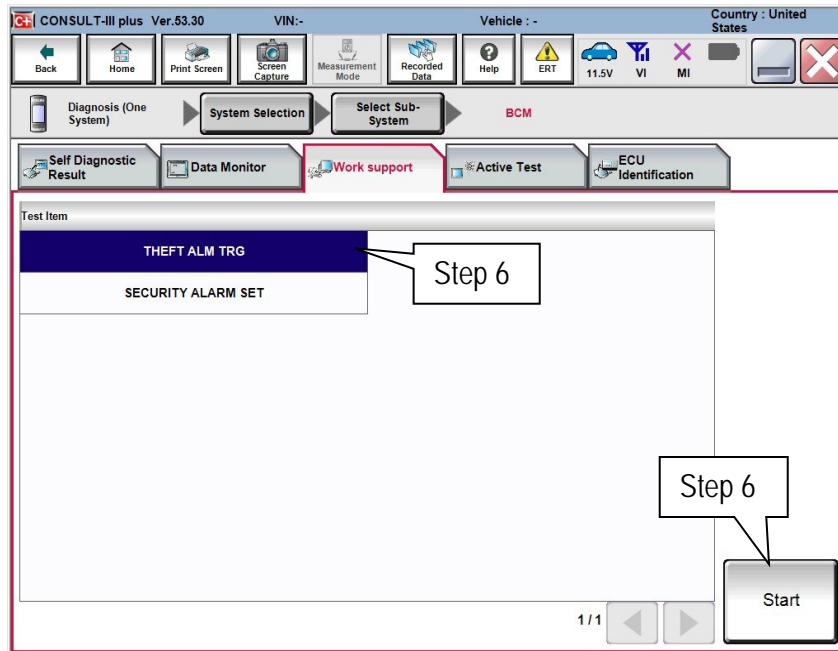 CONSULT-III plus Ver.53.30 VIN:- Vehicle : - Country : United
States
Back
Home
Print Screen
Screen
Capture
Measurement
Mode
Recorded
Data
Help
ERT
11.5V
VI
MI
Diagnosis (One
System)
System Selection
Select Sub-
System
BCM
Self Diagnostic
Result
Data Monitor
Work support
Active Test
ECU
Identification
Test Item
THEFT ALM TRG
Step 6
SECURITY ALARM SET
Step 6
Start
1/1